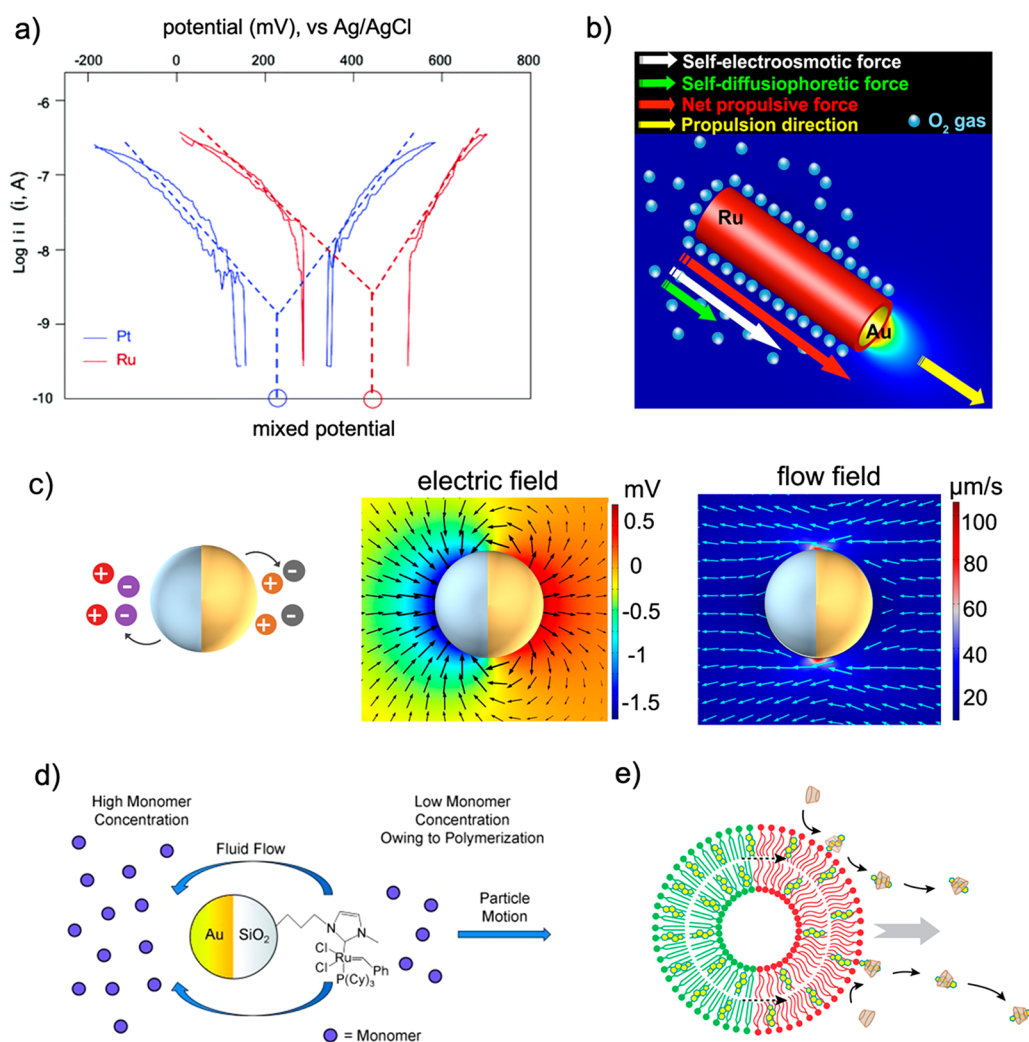 a)
potential (mV), vs Ag/AgCl
-200 0 200 400 600 800
-6
-7
-8
-9
-10
Log I i I (i, A)
Pt
Ru
mixed potential
b)
Self-electroosmotic force
Self-diffusiophoretic force
Net propulsive force
Propulsion direction
O2 gas
Ru
Au
c)
electric field
mV
0.5
0
-0.5
-1
-1.5
flow field
µm/s
100
80
60
40
20
+ - + -
+ - + -
d)
High Monomer
Concentration
Fluid Flow
Low Monomer
Concentration
Owing to Polymerization
Particle
Motion
Au
SiO2
N N
Cl
Cl
Ru
Ph
P(Cy)3
= Monomer
e)